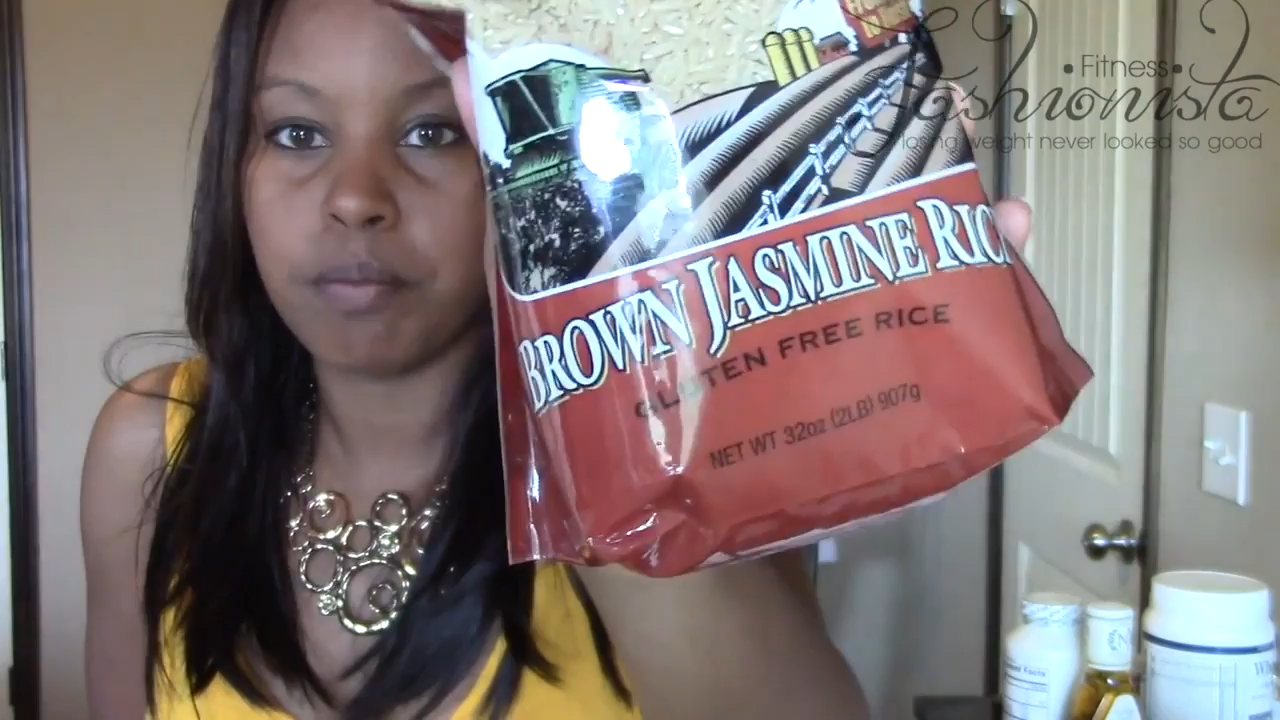 •Fitness•
Fashionista
losing weight never looked so good
BROWN JASMINE RICE
GLUTEN FREE RICE
NET WT 32oz (2LB) 907g